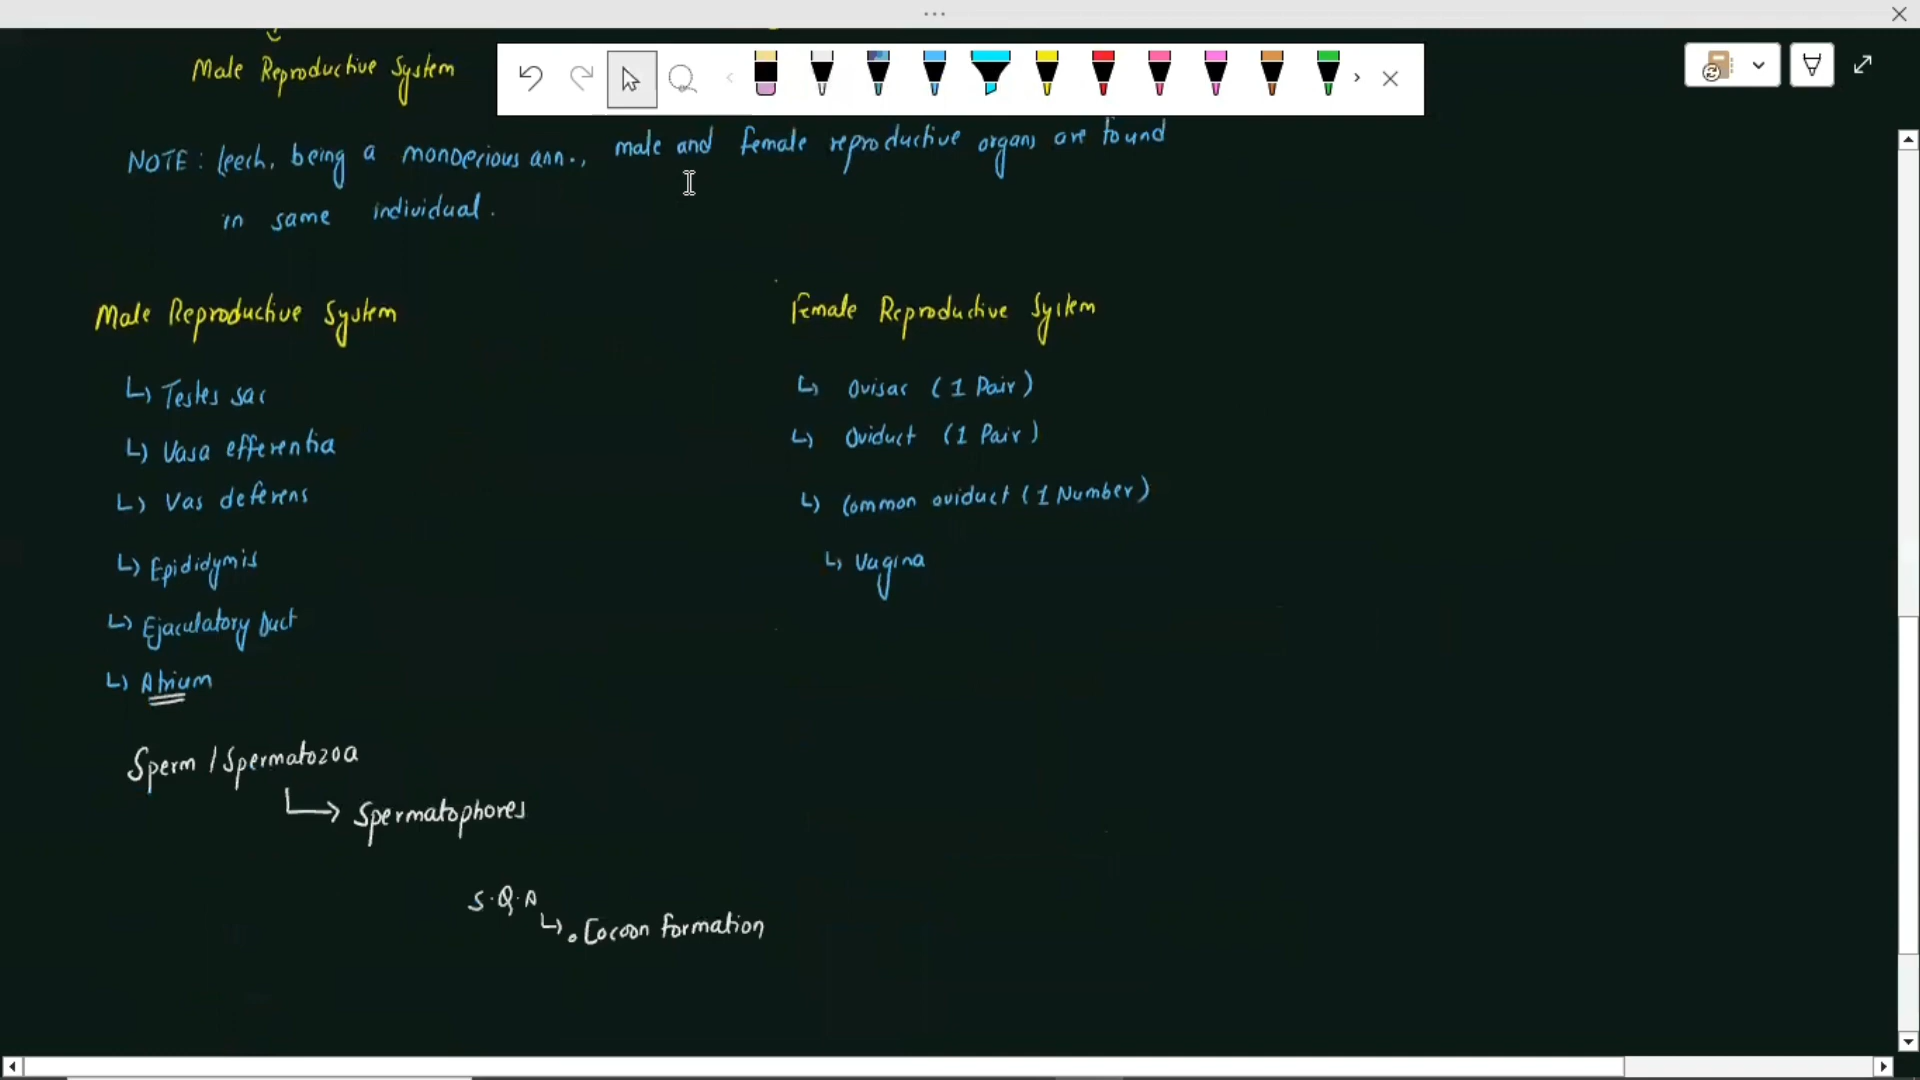 Male Reproductive System
NOTE : Leech, being a monoecious ann., male and female reproductive organs are found
in same individual.
Male Reproductive System
Female Reproductive System
↳ Testes sac
↳ Vasa efferentia
↳ Vas deferens
↳ Epididymis
↳ Ejaculatory Duct
↳ Atrium
↳ Ovisac (1 Pair)
↳ Oviduct (1 Pair)
↳ Common oviduct (1 Number)
↳ Vagina
Sperm / Spermatozoa
↳ Spermatophores
S.Q.A
↳ . Cocoon formation